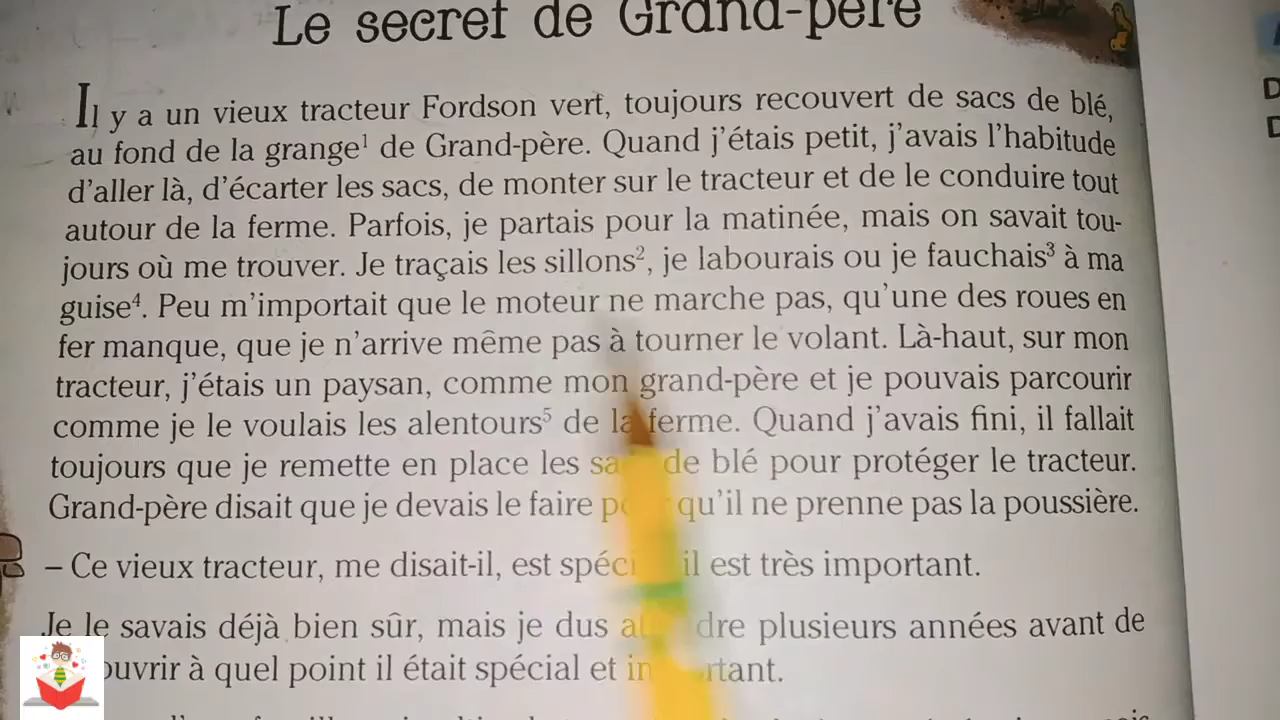 Le secret de Grand-père
Il y a un vieux tracteur Fordson vert, toujours recouvert de sacs de blé,
au fond de la grange¹ de Grand-père. Quand j'étais petit, j'avais l'habitude
d'aller là, d'écarter les sacs, de monter sur le tracteur et de le conduire tout
autour de la ferme. Parfois, je partais pour la matinée, mais on savait tou-
jours où me trouver. Je traçais les sillons², je labourais ou je fauchais³ à ma
guise⁴. Peu m'importait que le moteur ne marche pas, qu'une des roues en
fer manque, que je n'arrive même pas à tourner le volant. Là-haut, sur mon
tracteur, j'étais un paysan, comme mon grand-père et je pouvais parcourir
comme je le voulais les alentours⁵ de la ferme. Quand j'avais fini, il fallait
toujours que je remette en place les de blé pour protéger le tracteur.
Grand-père disait que je devais le faire qu'il ne prenne pas la poussière.
– Ce vieux tracteur, me disait-il, est il est très important.
Je le savais déjà bien sûr, mais je dus plusieurs années avant de
à quel point il était spécial et